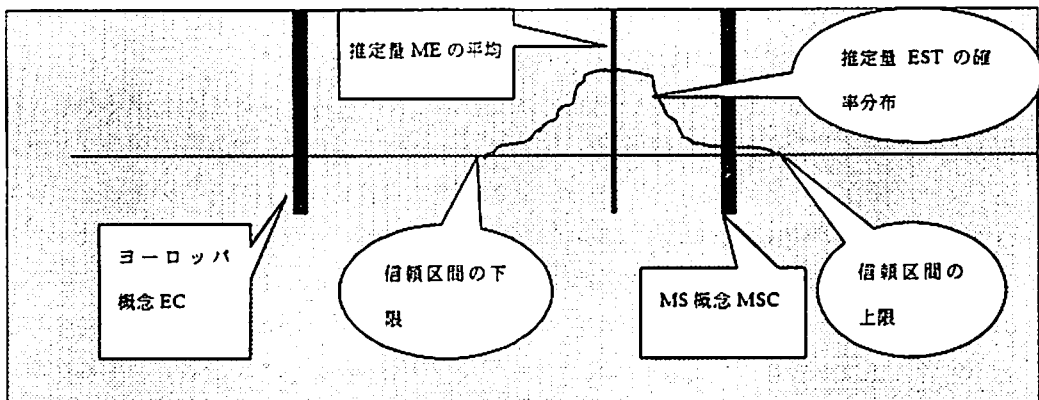 推定量 ME の平均
推定量 EST の確
率分布
ヨーロッパ
概念 EC
信頼区間の下
限
MS 概念 MSC
信頼区間の
上限